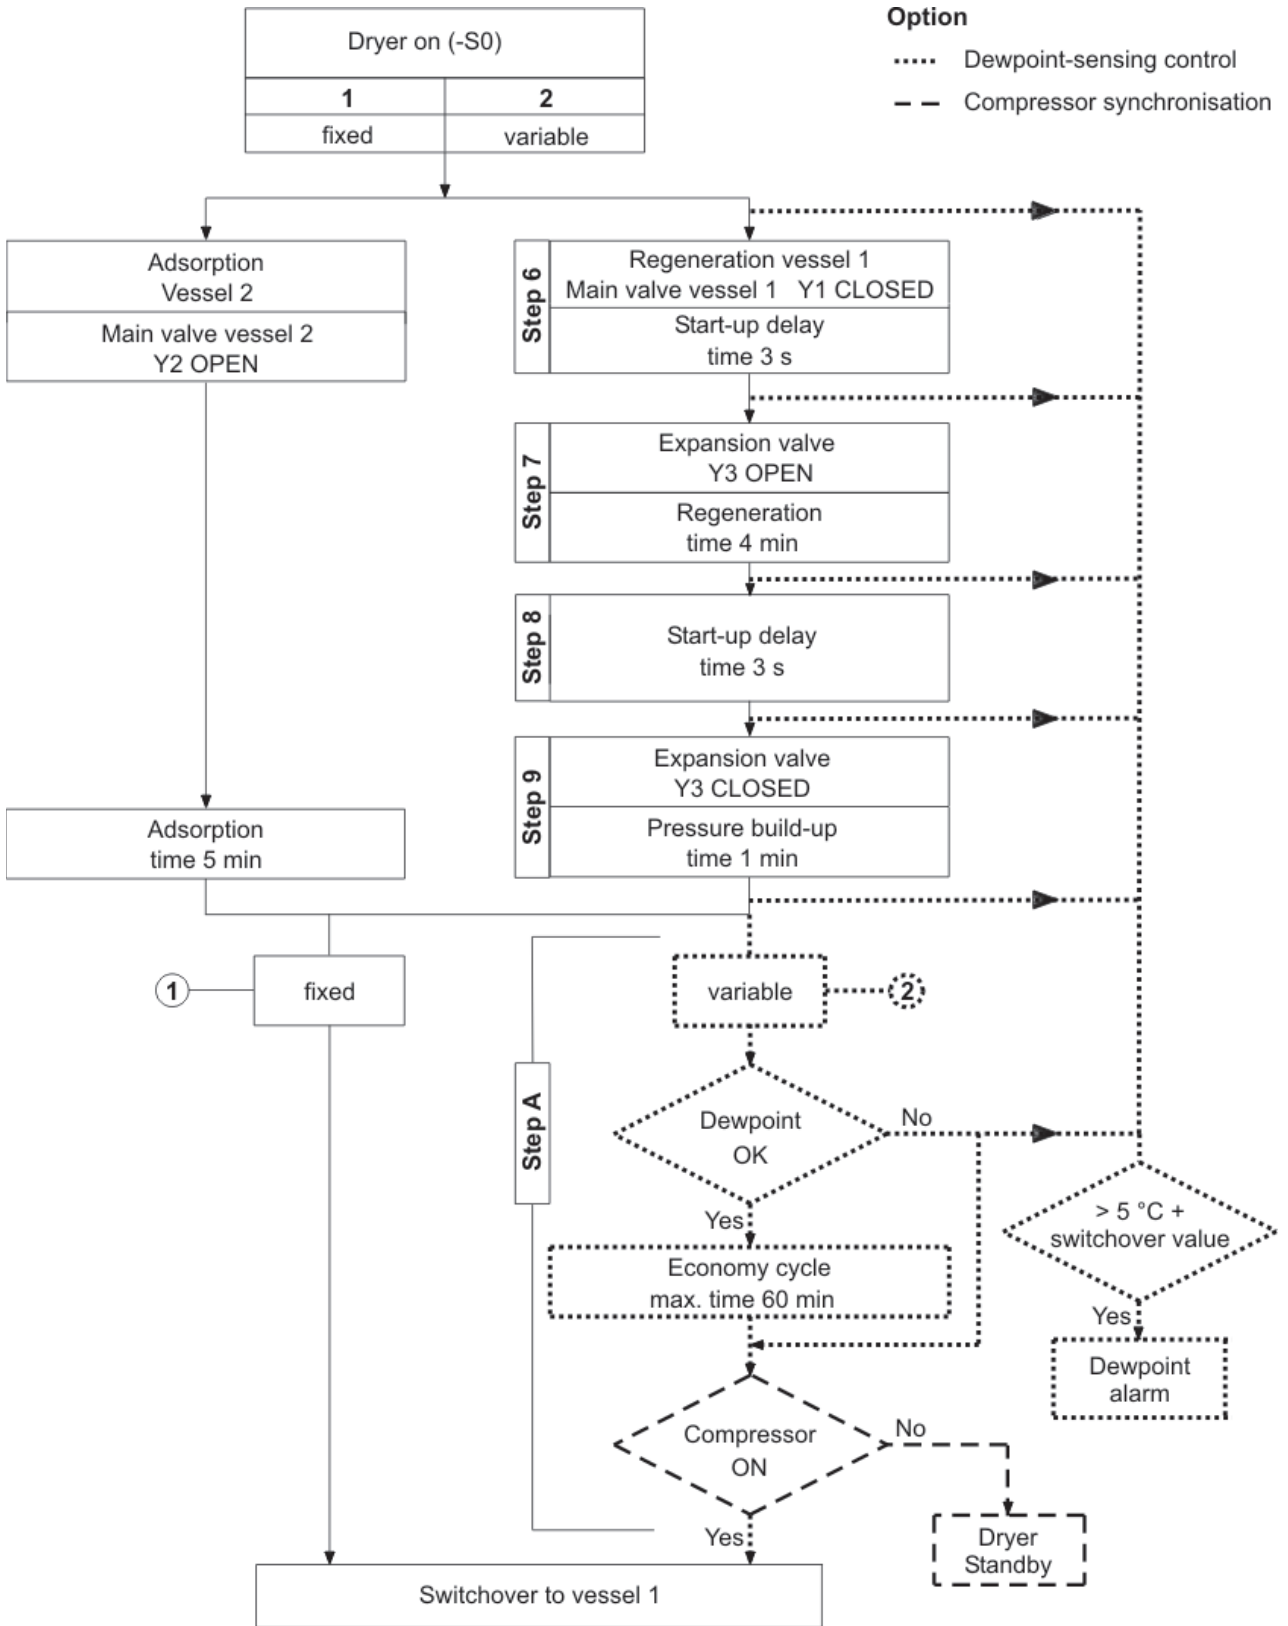 Option
Dewpoint-sensing control
Compressor synchronisation
Dryer on (-S0)
1
2
fixed
variable
Adsorption
Vessel 2
Main valve vessel 2
Y2 OPEN
Step 6
Regeneration vessel 1
Main valve vessel 1 Y1 CLOSED
Start-up delay
time 3 s
Step 7
Expansion valve
Y3 OPEN
Regeneration
time 4 min
Step 8
Start-up delay
time 3 s
Step 9
Expansion valve
Y3 CLOSED
Pressure build-up
time 1 min
Adsorption
time 5 min
1
fixed
variable
2
Step A
Dewpoint
OK
No
Yes
> 5 °C +
switchover value
Yes
Dewpoint
alarm
Economy cycle
max. time 60 min
Compressor
ON
No
Yes
Dryer
Standby
Switchover to vessel 1